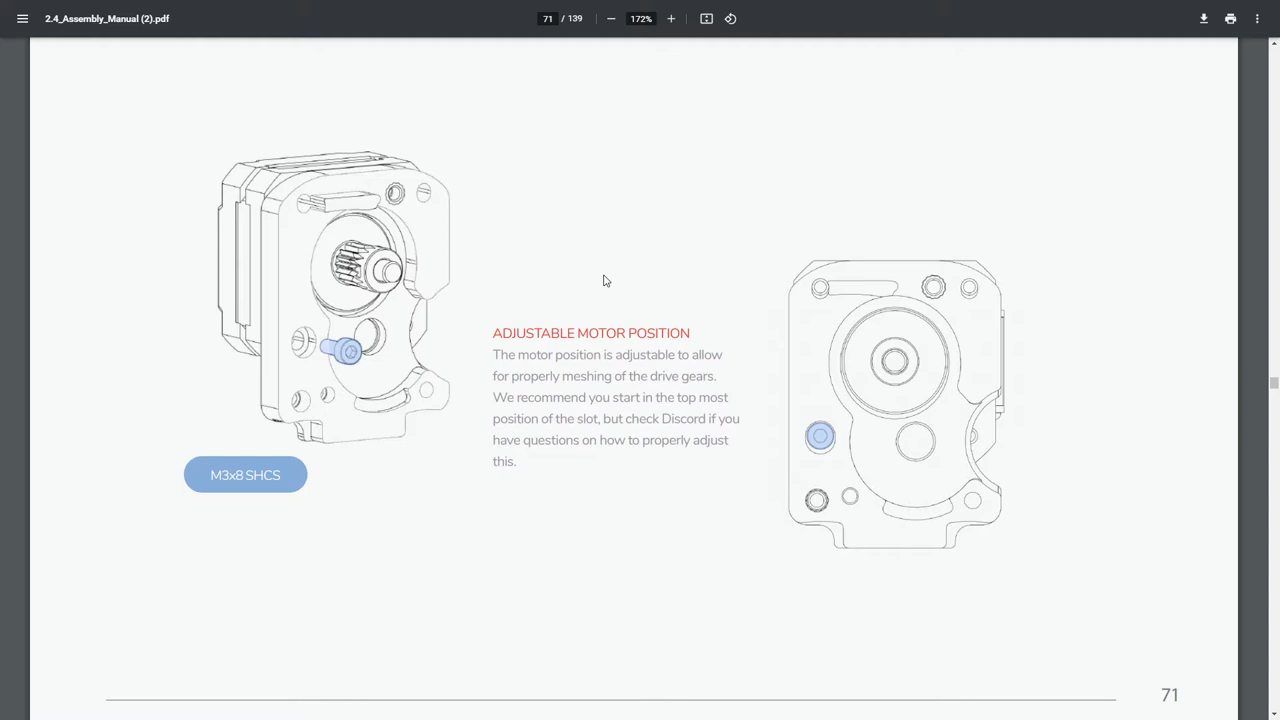 2.4_Assembly_Manual (2).pdf
71 / 139
172%
ADJUSTABLE MOTOR POSITION
The motor position is adjustable to allow
for properly meshing of the drive gears.
We recommend you start in the top most
position of the slot, but check Discord if you
have questions on how to properly adjust
this.
M3x8 SHCS
71